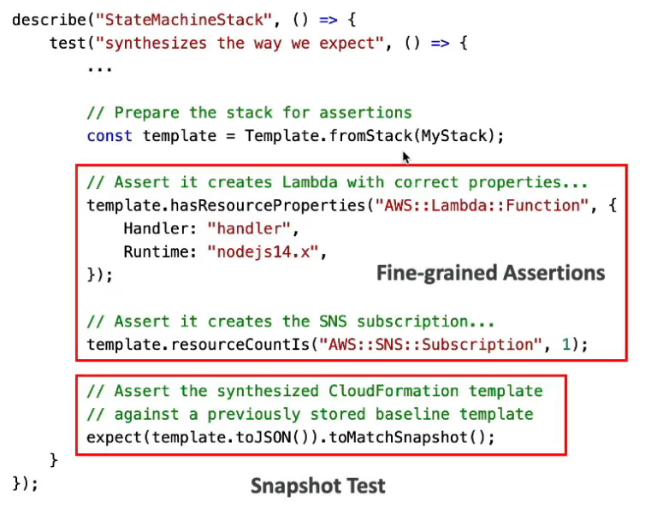 describe("StateMachineStack", () => {
test("synthesizes the way we expect", () => {
...
// Prepare the stack for assertions
const template = Template.fromStack(MyStack);
// Assert it creates Lambda with correct properties...
template.hasResourceProperties("AWS::Lambda::Function", {
Handler: "handler",
Runtime: "nodejs14.x",
});
Fine-grained Assertions
// Assert it creates the SNS subscription...
template.resourceCountIs("AWS::SNS::Subscription", 1);
// Assert the synthesized CloudFormation template
// against a previously stored baseline template
expect(template.toJSON()).toMatchSnapshot();
}
});
Snapshot Test